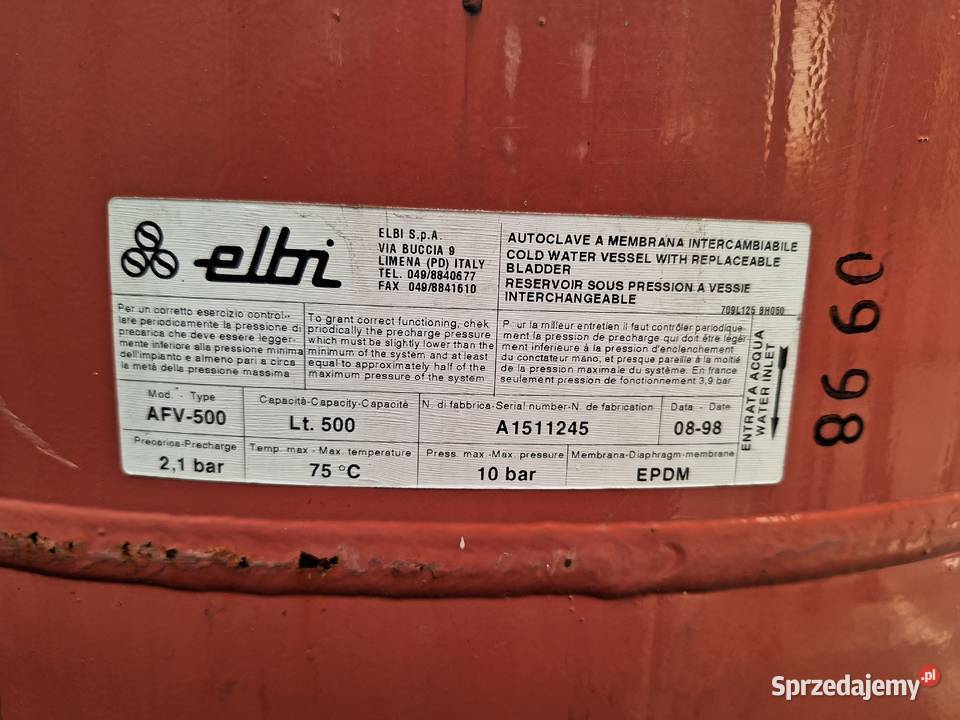 elbi
ELBI S.p.A.
VIA BUCCIA 9
LIMENA (PD) ITALY
TEL. 049/8840677
FAX 049/8841610
AUTOCLAVE A MEMBRANA INTERCAMBIABILE
COLD WATER VESSEL WITH REPLACEABLE
BLADDER
RESERVOIR SOUS PRESSION A VESSIE
INTERCHANGEABLE
709L125 BH050
Per un corretto esercizio control-
lare periodicamente la pressione di
precarica che deve essere legger-
mente inferiore alla pressione minima
dell'impianto e almeno pari a circa
la metà della pressione massima
To grant correct functioning, chek
periodically the precharge pressure
which must be slightly lower than the
minimum of the system and at least
equal to approximately half of the
maximum pressure of the system
Pour la milleur entretien il faut contrôler periodique-
ment la pression de precharge qui doit être légér
ment inferieure à la pression d'enclenchement
du conctateur mano, et presque pareille à la moitié
de la pression maximale du système. En france
seulement pression de fonctionnement 3,9 bar
ENTRATA ACQUA
WATER INLET
Mod. - Type
AFV-500
Capacità-Capacity-Capacité
Lt. 500
N. di fabbrica-Serial number-N. de fabrication
A1511245
Data - Date
08-98
Precarica-Precharge
2,1 bar
Temp. max - Max. temperature
75 °C
Press. max.-Max. pressure
10 bar
Membrana-Diaphragm-membrane
EPDM
09 98
Sprzedajemy.pl